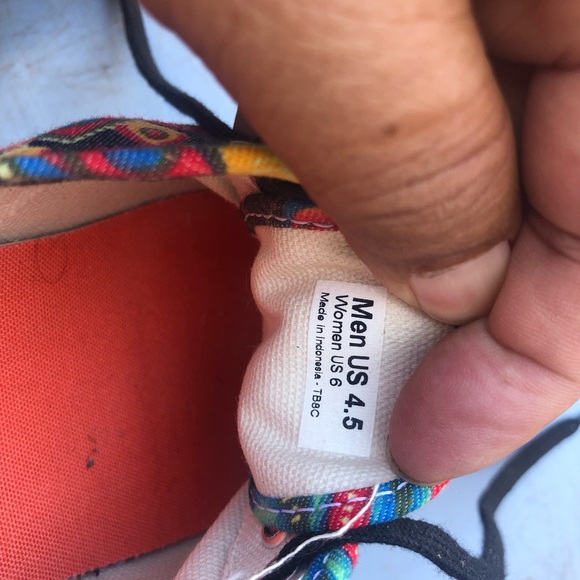 Men US 4.5
Women US 6
Made in Indonesia - TB8C